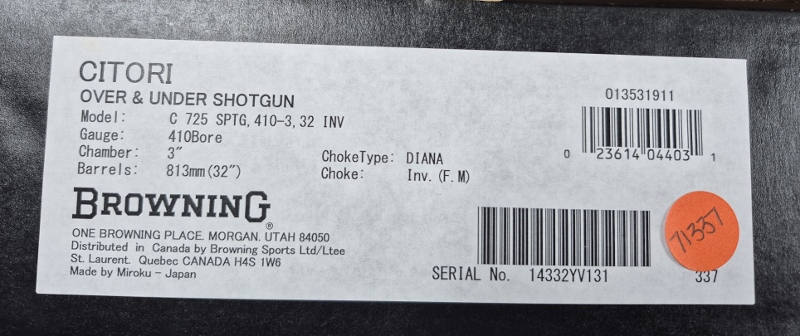 CITORI
OVER & UNDER SHOTGUN
Model: C 725 SPTG, 410-3, 32 INV
Gauge: 410Bore
Chamber: 3"
Barrels: 813mm(32")
ChokeType: DIANA
Choke: Inv. (F. M)
BROWNING®
ONE BROWNING PLACE. MORGAN. UTAH 84050
Distributed in Canada by Browning Sports Ltd/Ltee
St. Laurent. Quebec CANADA H4S 1W6
Made by Miroku - Japan
013531911
0 23614 04403 1
71337
SERIAL No. 14332YV131
337